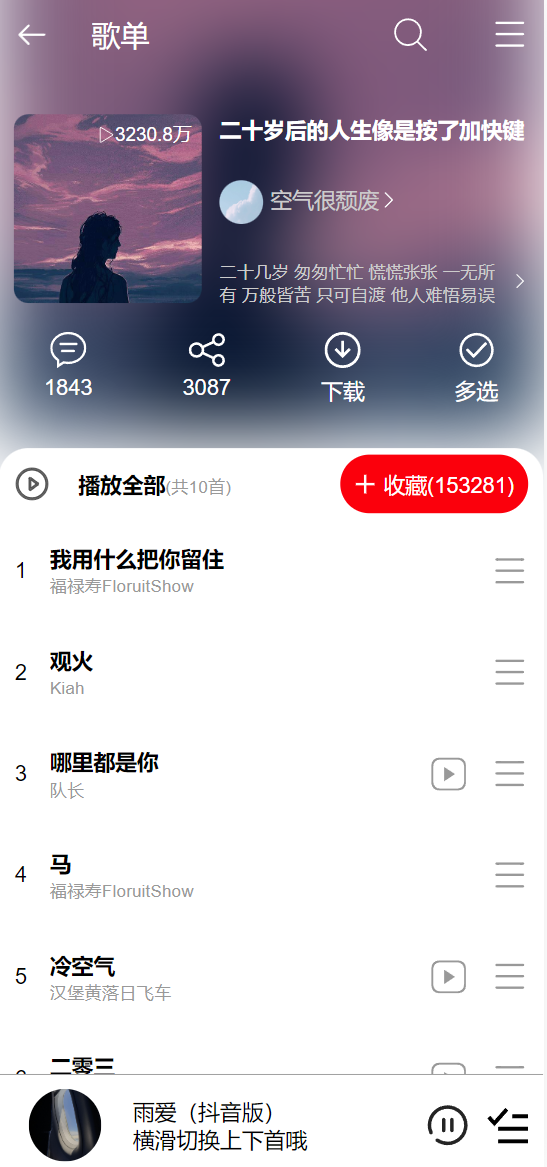 歌单
▷3230.8万
二十岁后的人生像是按了加快键
空气很颓废
二十几岁 匆匆忙忙 慌慌张张 一无所
有 万般皆苦 只可自渡 他人难悟易误
1843 3087 下载 多选
播放全部(共10首) + 收藏(153281)
1 我用什么把你留住
福禄寿FloruitShow
2 观火
Kiah
3 哪里都是你
队长
4 马
福禄寿FloruitShow
5 冷空气
汉堡黄落日飞车
二零三
雨爱（抖音版）
横滑切换上下首哦